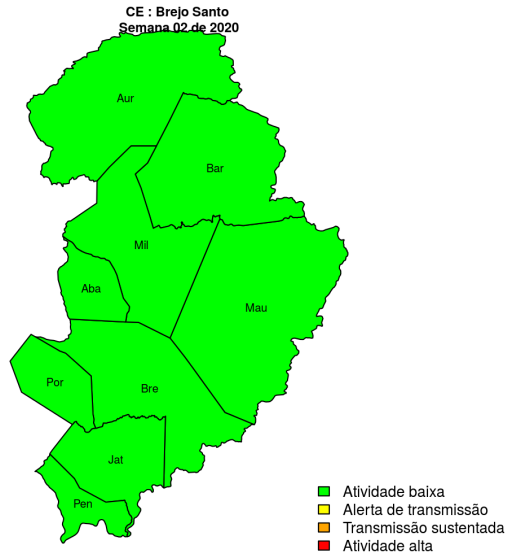 CE : Brejo Santo
Semana 02 de 2020
Aur
Bar
Mil
Aba
Mau
Por
Bre
Jat
Pen
Atividade baixa
Alerta de transmissão
Transmissão sustentada
Atividade alta